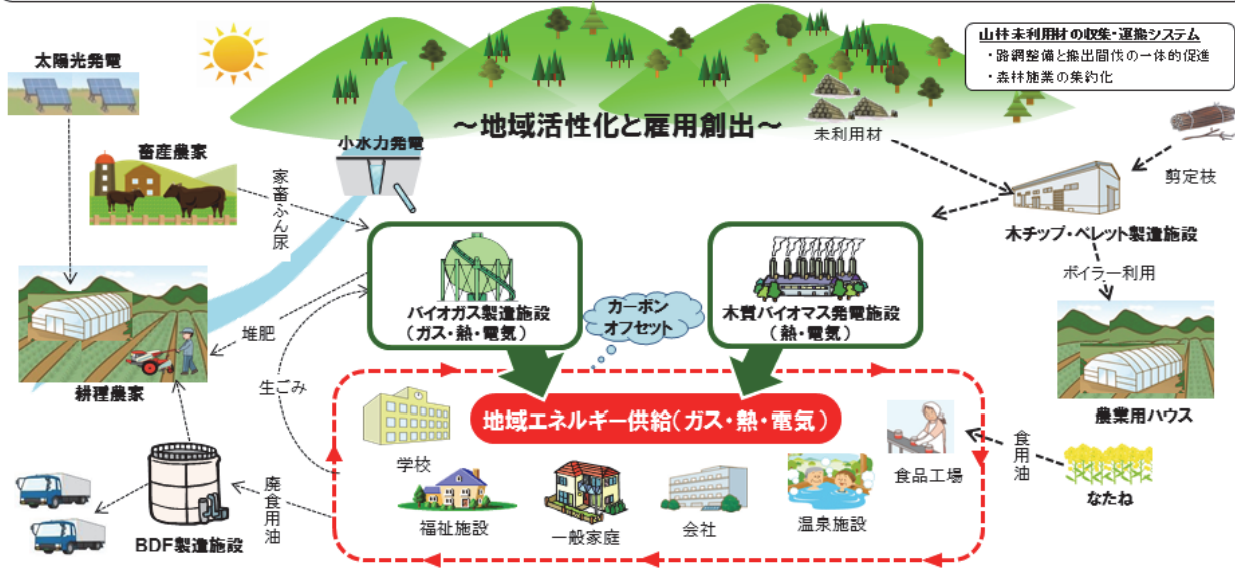 山林未利用材の収集・運搬システム
・路網整備と搬出間伐の一体的促進
・森林施業の集約化
太陽光発電
～地域活性化と雇用創出～
小水力発電
未利用材
畜産農家
剪定枝
家畜ふん尿
木チップ・ペレット製造施設
ボイラー利用
バイオガス製造施設
(ガス・熱・電気)
カーボン
オフセット
木質バイオマス発電施設
(熱・電気)
堆肥
生ごみ
耕種農家
地域エネルギー供給(ガス・熱・電気)
農業用ハウス
学校
食品工場
食用油
なたね
廃食用油
福祉施設
一般家庭
会社
温泉施設
BDF製造施設